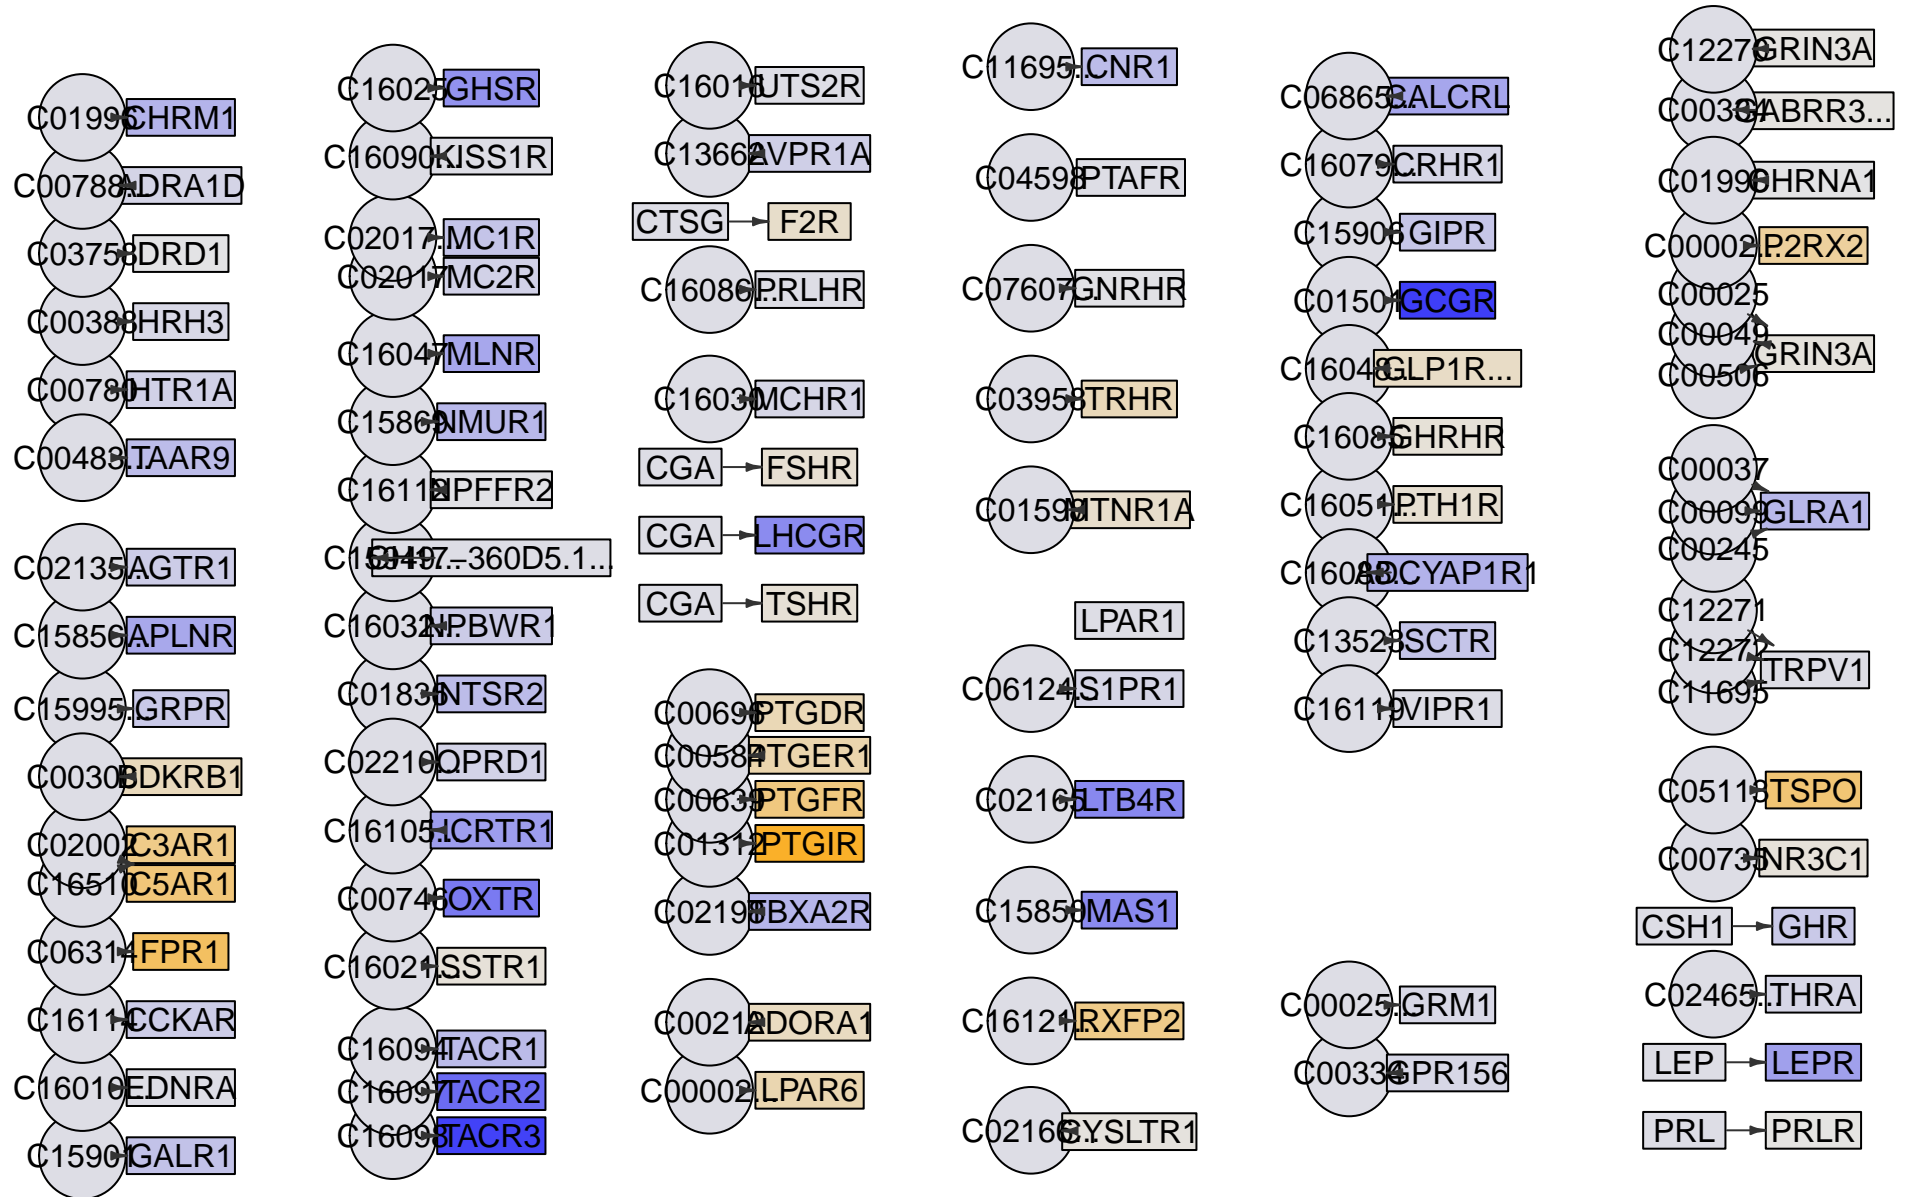 C01996 CHRM1
C00788... ADRA1D
C03758 DRD1
C00388 HRH3
C00780 HTR1A
C00483... TAAR9
C02135... AGTR1
C15856... APLNR
C15995... GRPR
BDKRB1
C02002 C3AR1
C16510 C5AR1
C06314 FPR1
CCKAR
C16010 EDNRA
C15901 GALR1
C16025 GHSR
C16090... KISS1R
C02017... MC1R
C02017 MC2R
C16047 MLNR
C15869 NMUR1
C16118 NPFFR2
C16032... NPBWR1
C01836 NTSR2
C02210... OPRD1
C16105... HCRTR1
C00746 OXTR
C16021... SSTR1
C16094 TACR1
C16097 TACR2
C16098 TACR3
C16016 UTS2R
C13662 AVPR1A
CTSG F2R
C16086... PRLHR
C16030 MCHR1
CGA FSHR
CGA LHCGR
CGA TSHR
C00696 PTGDR
C00584 PTGER1
C00639 PTGFR
C01312 PTGIR
C02198 TBXA2R
C00212 ADORA1
C00002... LPAR6
C11695... CNR1
C04598 PTAFR
C07607... GNRHR
C03958 TRHR
C01598 MTNR1A
LPAR1
C06124... S1PR1
C02165 LTB4R
C15850 MAS1
C16121... RXFP2
C02166... CYSLTR1
C06865... CALCRL
C16079... CRHR1
C15906 GIPR
C01501 GCGR
C16048... GLP1R...
C16085 GHRHR
C16051... PTH1R
ADCYAP1R1
C13523 SCTR
C16119 VIPR1
C00025... GRM1
C00334 GPR156
C12270 GRIN3A
C00334 GABRR3...
C01996 CHRNA1
C00002... P2RX2
C00025
C00049 GRIN3A
C00506
C00037
C00099 GLRA1
C00245
C12271
C12272 TRPV1
C11695
C05118 TSPO
C00735 NR3C1
CSH1 GHR
C02465... THRA
LEP LEPR
PRL PRLR